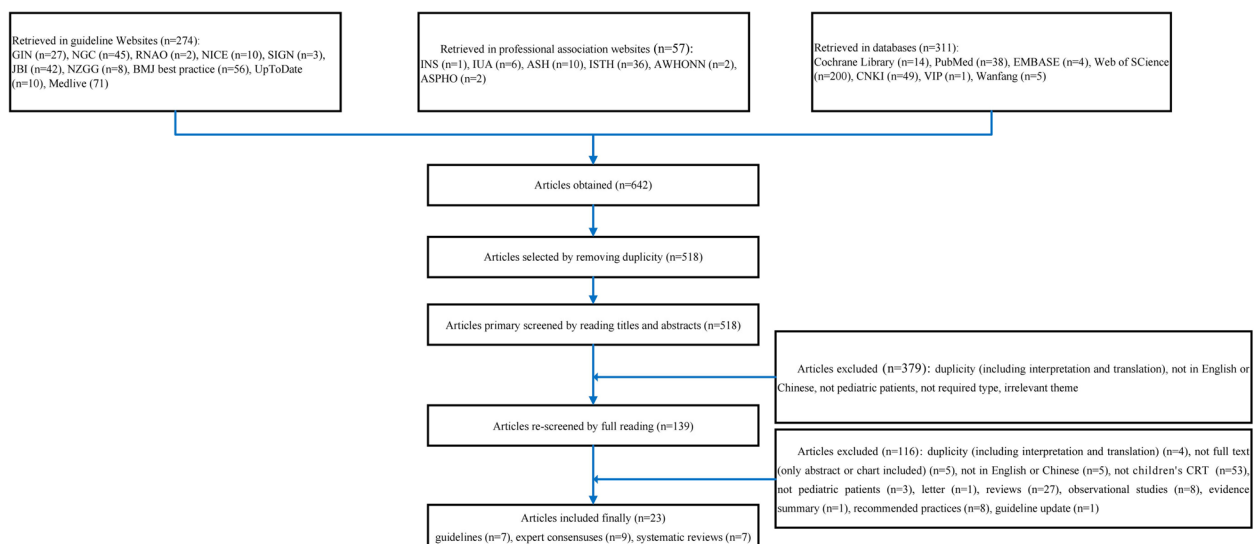 Retrieved in guideline Websites (n=274):
GIN (n=27), NGC (n=45), RNAO (n=2), NICE (n=10), SIGN (n=3),
JBI (n=42), NZGG (n=8), BMJ best practice (n=56), UpToDate
(n=10), Medlive (71)
Retrieved in professional association websites (n=57):
INS (n=1), IUA (n=6), ASH (n=10), ISTH (n=36), AWHONN (n=2),
ASPHO (n=2)
Retrieved in databases (n=311):
Cochrane Library (n=14), PubMed (n=38), EMBASE (n=4), Web of SCience
(n=200), CNKI (n=49), VIP (n=1), Wanfang (n=5)
Articles obtained (n=642)
Articles selected by removing duplicity (n=518)
Articles primary screened by reading titles and abstracts (n=518)
Articles excluded (n=379): duplicity (including interpretation and translation), not in English or
Chinese, not pediatric patients, not required type, irrelevant theme
Articles re-screened by full reading (n=139)
Articles excluded (n=116): duplicity (including interpretation and translation) (n=4), not full text
(only abstract or chart included) (n=5), not in English or Chinese (n=5), not children's CRT (n=53),
not pediatric patients (n=3), letter (n=1), reviews (n=27), observational studies (n=8), evidence
summary (n=1), recommended practices (n=8), guideline update (n=1)
Articles included finally (n=23)
guidelines (n=7), expert consensuses (n=9), systematic reviews (n=7)